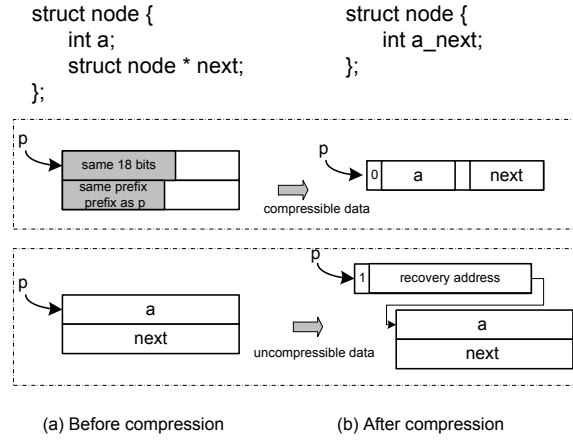 struct node {
int a;
struct node * next;
};
struct node {
int a_next;
};
p
same 18 bits
same prefix
prefix as p
compressible data
p
0
a
next
p
a
next
uncompressible data
p
1
recovery address
a
next
(a) Before compression
(b) After compression